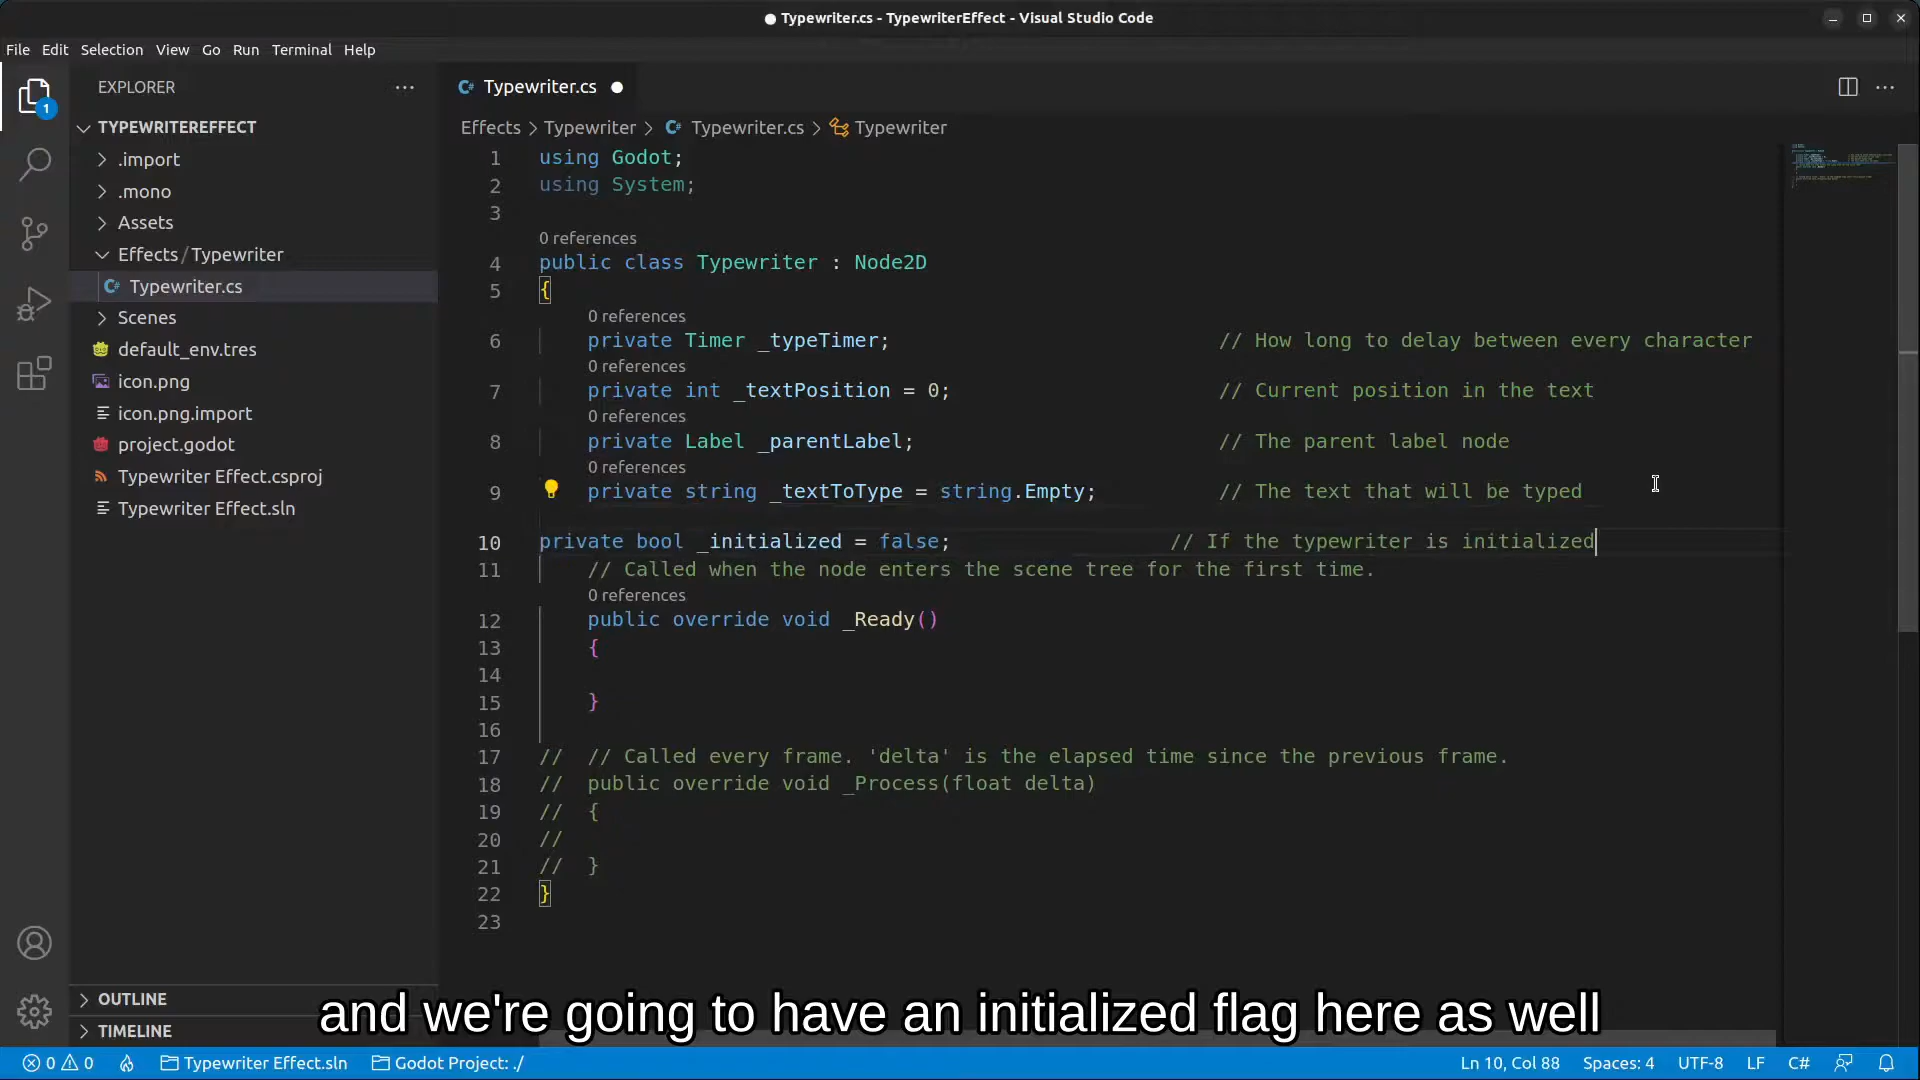 ● Typewriter.cs - TypewriterEffect - Visual Studio Code
File Edit Selection View Go Run Terminal Help
1
EXPLORER
TYPEWRITEREFFECT
.import
.mono
Assets
Effects / Typewriter
C# Typewriter.cs
Scenes
default_env.tres
icon.png
icon.png.import
project.godot
Typewriter Effect.csproj
Typewriter Effect.sln
OUTLINE
TIMELINE
C# Typewriter.cs ●
Effects > Typewriter > C# Typewriter.cs > Typewriter
1 using Godot;
2 using System;
3
0 references
4 public class Typewriter : Node2D
5 {
0 references
6 private Timer _typeTimer; // How long to delay between every character
0 references
7 private int _textPosition = 0; // Current position in the text
0 references
8 private Label _parentLabel; // The parent label node
0 references
9 private string _textToType = string.Empty; // The text that will be typed
10 private bool _initialized = false; // If the typewriter is initialized
11 // Called when the node enters the scene tree for the first time.
0 references
12 public override void _Ready()
13 {
14
15 }
16
17 // // Called every frame. 'delta' is the elapsed time since the previous frame.
18 // public override void _Process(float delta)
19 // {
20 //
21 // }
22 }
23
and we're going to have an initialized flag here as well
0 0 Typewriter Effect.sln Godot Project: ./ Ln 10, Col 88 Spaces: 4 UTF-8 LF C#